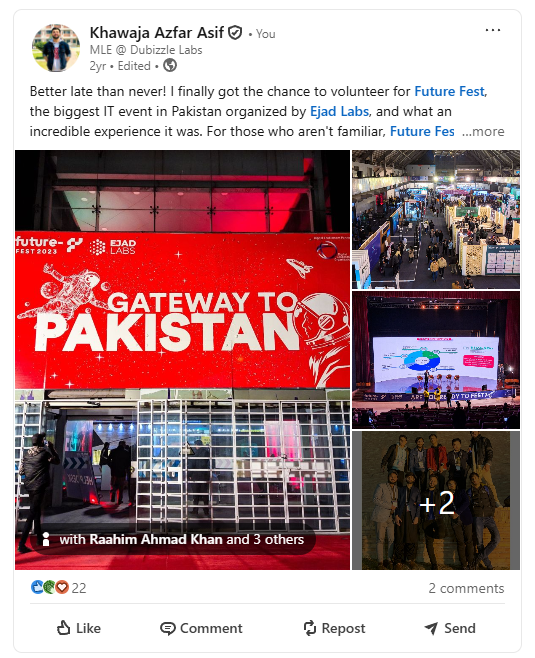 Khawaja Azfar Asif • You
MLE @ Dubizzle Labs
2yr • Edited •
Better late than never! I finally got the chance to volunteer for Future Fest,
the biggest IT event in Pakistan organized by Ejad Labs, and what an
incredible experience it was. For those who aren't familiar, Future Fes ...more
future-
FEST 2023
EJAD
LABS
GATEWAY TO
PAKISTAN
with Raahim Ahmad Khan and 3 others
+2
22
2 comments
Like
Comment
Repost
Send